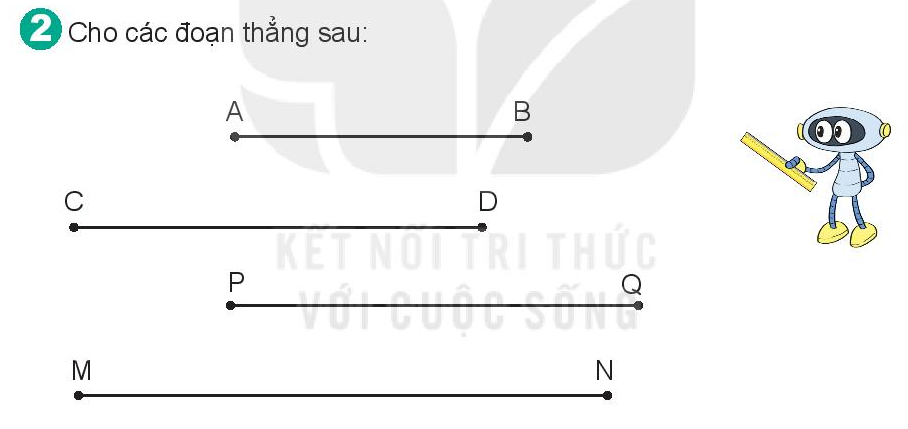 2 Cho các đoạn thẳng sau:
A B
C D
KẾT NỐI TRI THỨC
P Q
VỚI CUỘC SỐNG
M N